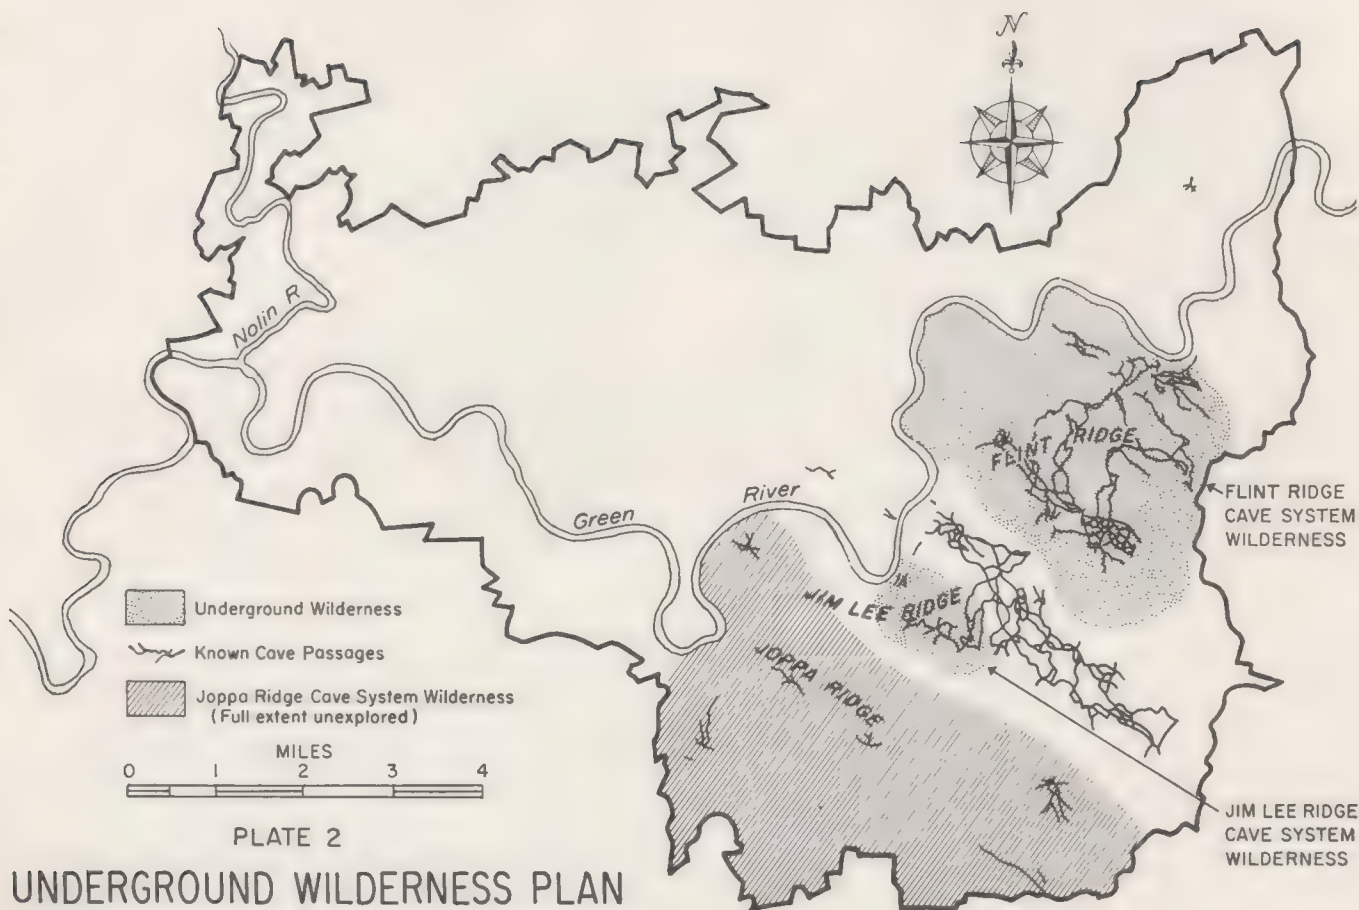 N
Nolin R
FLINT RIDGE
FLINT RIDGE
CAVE SYSTEM
WILDERNESS
River
Green
JIM LEE RIDGE
JOPPA RIDGE
Underground Wilderness
Known Cave Passages
Joppa Ridge Cave System Wilderness
(Full extent unexplored)
MILES
0 1 2 3 4
JIM LEE RIDGE
CAVE SYSTEM
WILDERNESS
PLATE 2
UNDERGROUND WILDERNESS PLAN